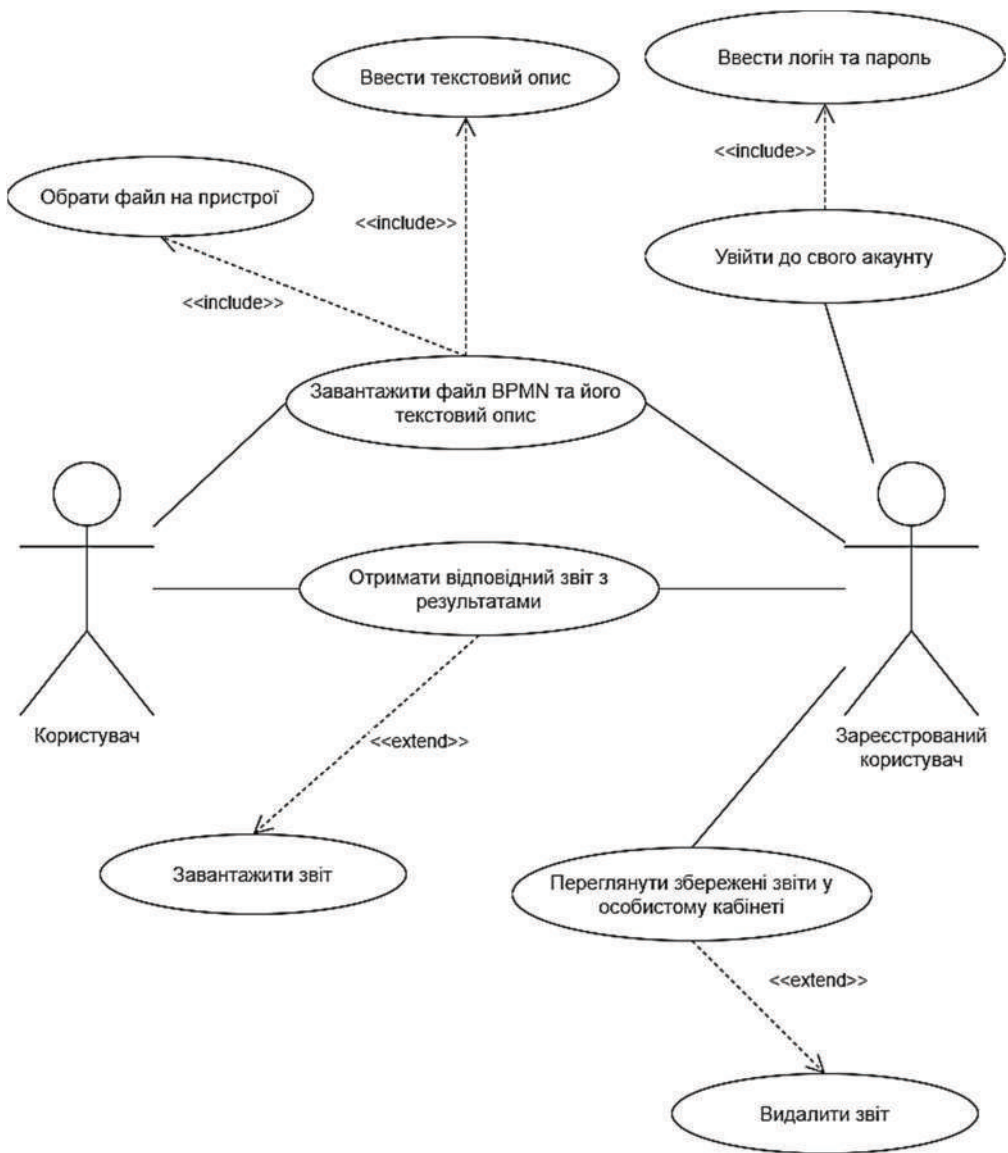 Ввести текстовий опис
Ввести логін та пароль
<<include>>
Обрати файл на пристрої
<<include>>
Увійти до свого акаунту
<<include>>
Завантажити файл BPMN та його
текстовий опис
Отримати відповідний звіт з
результатами
Користувач
Зареєстрований
користувач
<<extend>>
Завантажити звіт
Переглянути збережені звіти у
особистому кабінеті
<<extend>>
Видалити звіт